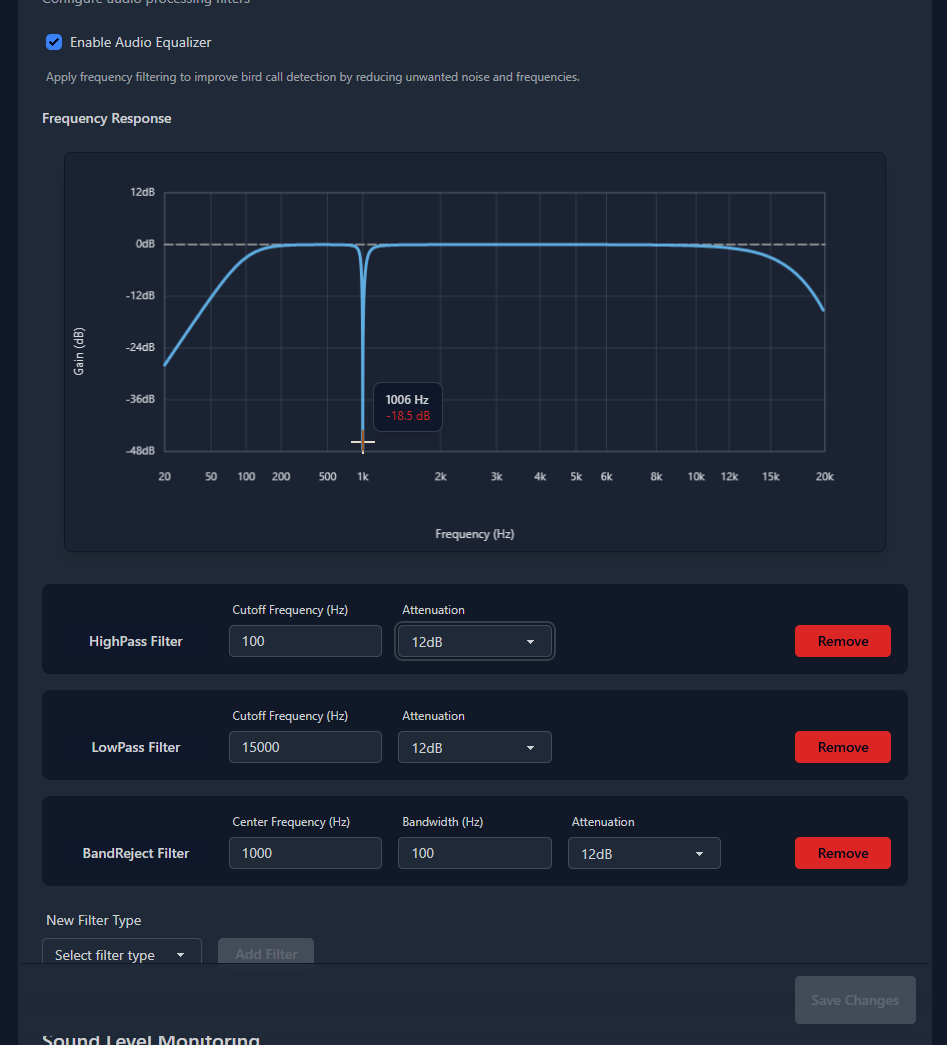 Configure audio processing filters
Enable Audio Equalizer
Apply frequency filtering to improve bird call detection by reducing unwanted noise and frequencies.
Frequency Response
12dB
0dB
-12dB
-24dB
-36dB
-48dB
Gain (dB)
1006 Hz
-18.5 dB
20 50 100 200 500 1k 2k 3k 4k 5k 6k 8k 10k 12k 15k 20k
Frequency (Hz)
Cutoff Frequency (Hz) Attenuation
HighPass Filter 100 12dB Remove
Cutoff Frequency (Hz) Attenuation
LowPass Filter 15000 12dB Remove
Center Frequency (Hz) Bandwidth (Hz) Attenuation
BandReject Filter 1000 100 12dB Remove
New Filter Type
Select filter type Add Filter
Save Changes
Sound Level Monitoring